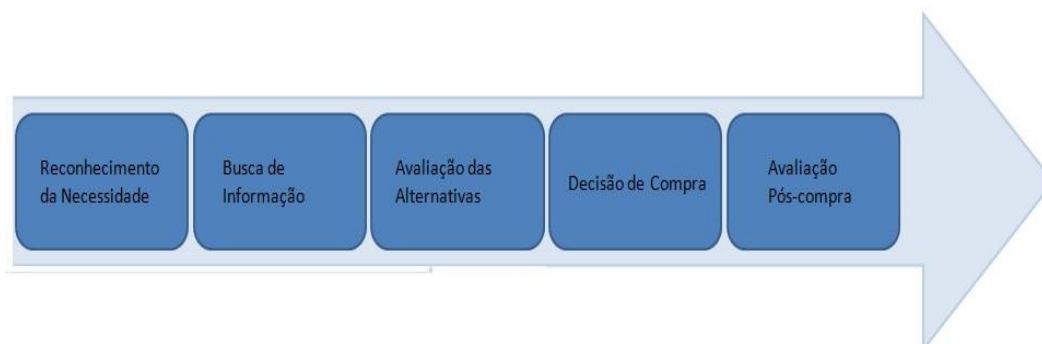 Reconhecimento
da Necessidade
Busca de
Informação
Avaliação das
Alternativas
Decisão de Compra
Avaliação
Pós-compra